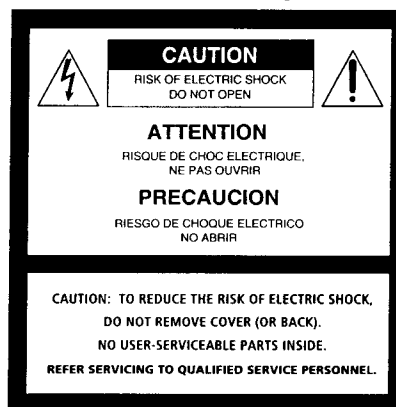 CAUTION
RISK OF ELECTRIC SHOCK
DO NOT OPEN
ATTENTION
RISQUE DE CHOC ELECTRIQUE,
NE PAS OUVRIR
PRECAUCION
RIESGO DE CHOQUE ELECTRICO
NO ABRIR
CAUTION: TO REDUCE THE RISK OF ELECTRIC SHOCK,
DO NOT REMOVE COVER (OR BACK).
NO USER-SERVICEABLE PARTS INSIDE.
REFER SERVICING TO QUALIFIED SERVICE PERSONNEL.